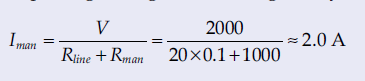 I_man = V / (R_line + R_man) = 2000 / (20×0.1+1000) ≈ 2.0 A